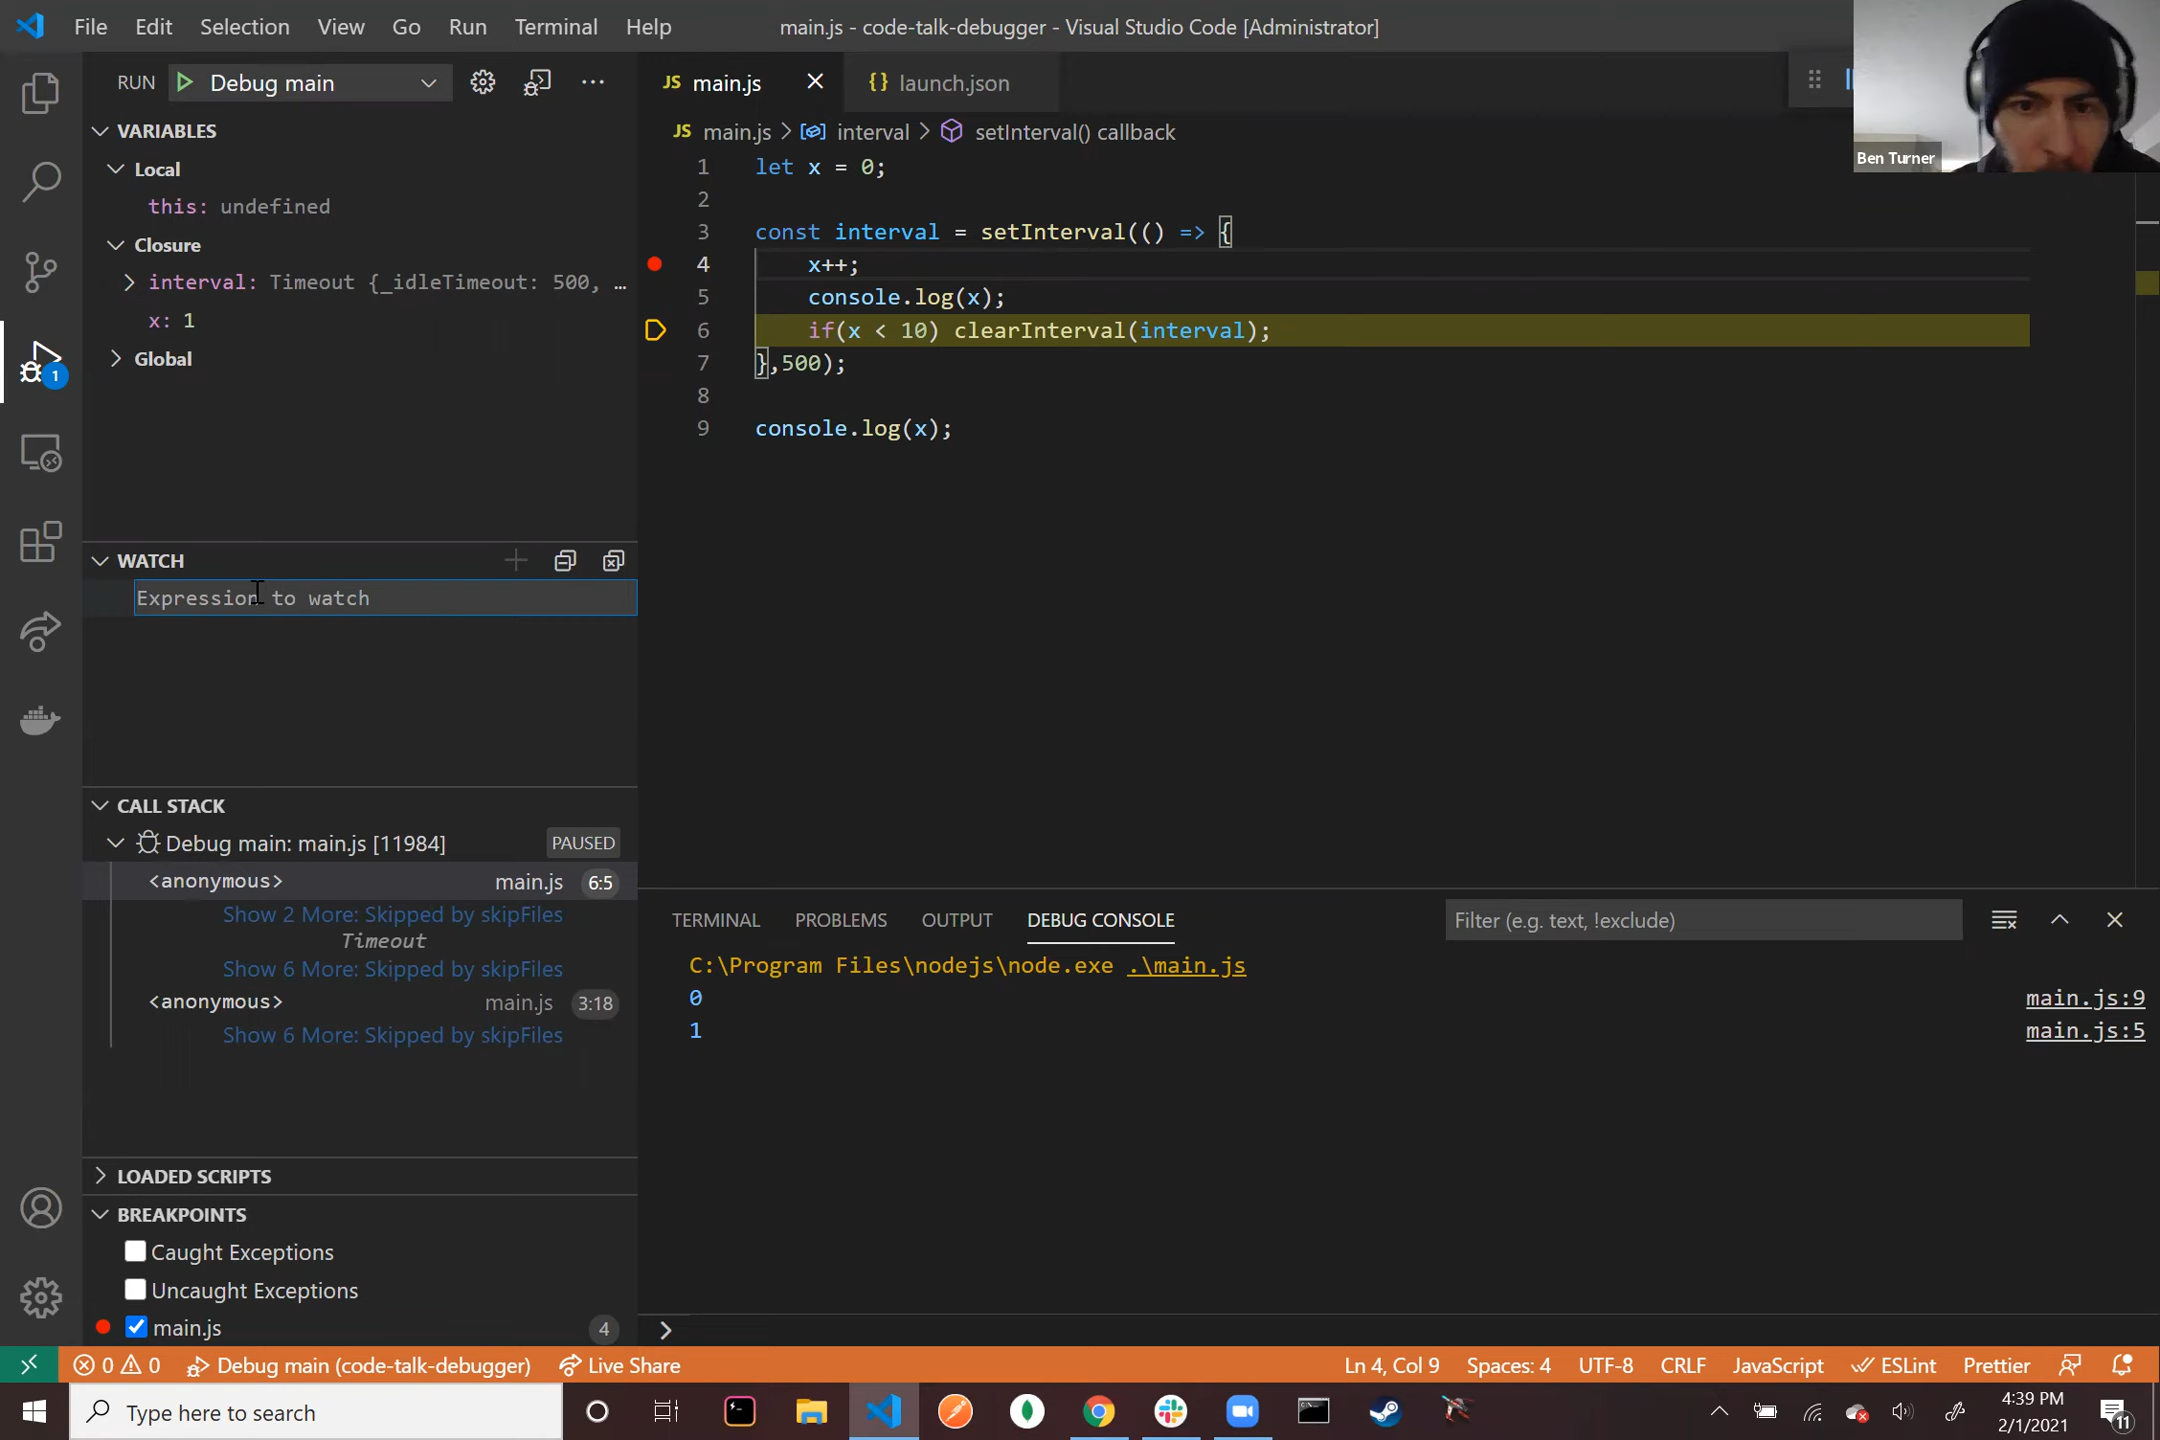 File Edit Selection View Go Run Terminal Help
main.js - code-talk-debugger - Visual Studio Code [Administrator]
Ben Turner
RUN Debug main
JS main.js
{} launch.json
JS main.js > interval > setInterval() callback
VARIABLES
Local
this: undefined
Closure
interval: Timeout {_idleTimeout: 500, …
x: 1
Global
1 let x = 0;
2
3 const interval = setInterval(() => {
4 x++;
5 console.log(x);
6 if(x < 10) clearInterval(interval);
7 },500);
8
9 console.log(x);
WATCH
Expression to watch
CALL STACK
Debug main: main.js [11984] PAUSED
<anonymous> main.js 6:5
Show 2 More: Skipped by skipFiles
Timeout
Show 6 More: Skipped by skipFiles
<anonymous> main.js 3:18
Show 6 More: Skipped by skipFiles
LOADED SCRIPTS
BREAKPOINTS
Caught Exceptions
Uncaught Exceptions
main.js 4
TERMINAL PROBLEMS OUTPUT DEBUG CONSOLE
Filter (e.g. text, !exclude)
C:\Program Files\nodejs\node.exe .\main.js
0 main.js:9
1 main.js:5
0 0 Debug main (code-talk-debugger) Live Share
Ln 4, Col 9 Spaces: 4 UTF-8 CRLF JavaScript ESLint Prettier
1
Type here to search
4:39 PM
2/1/2021
11